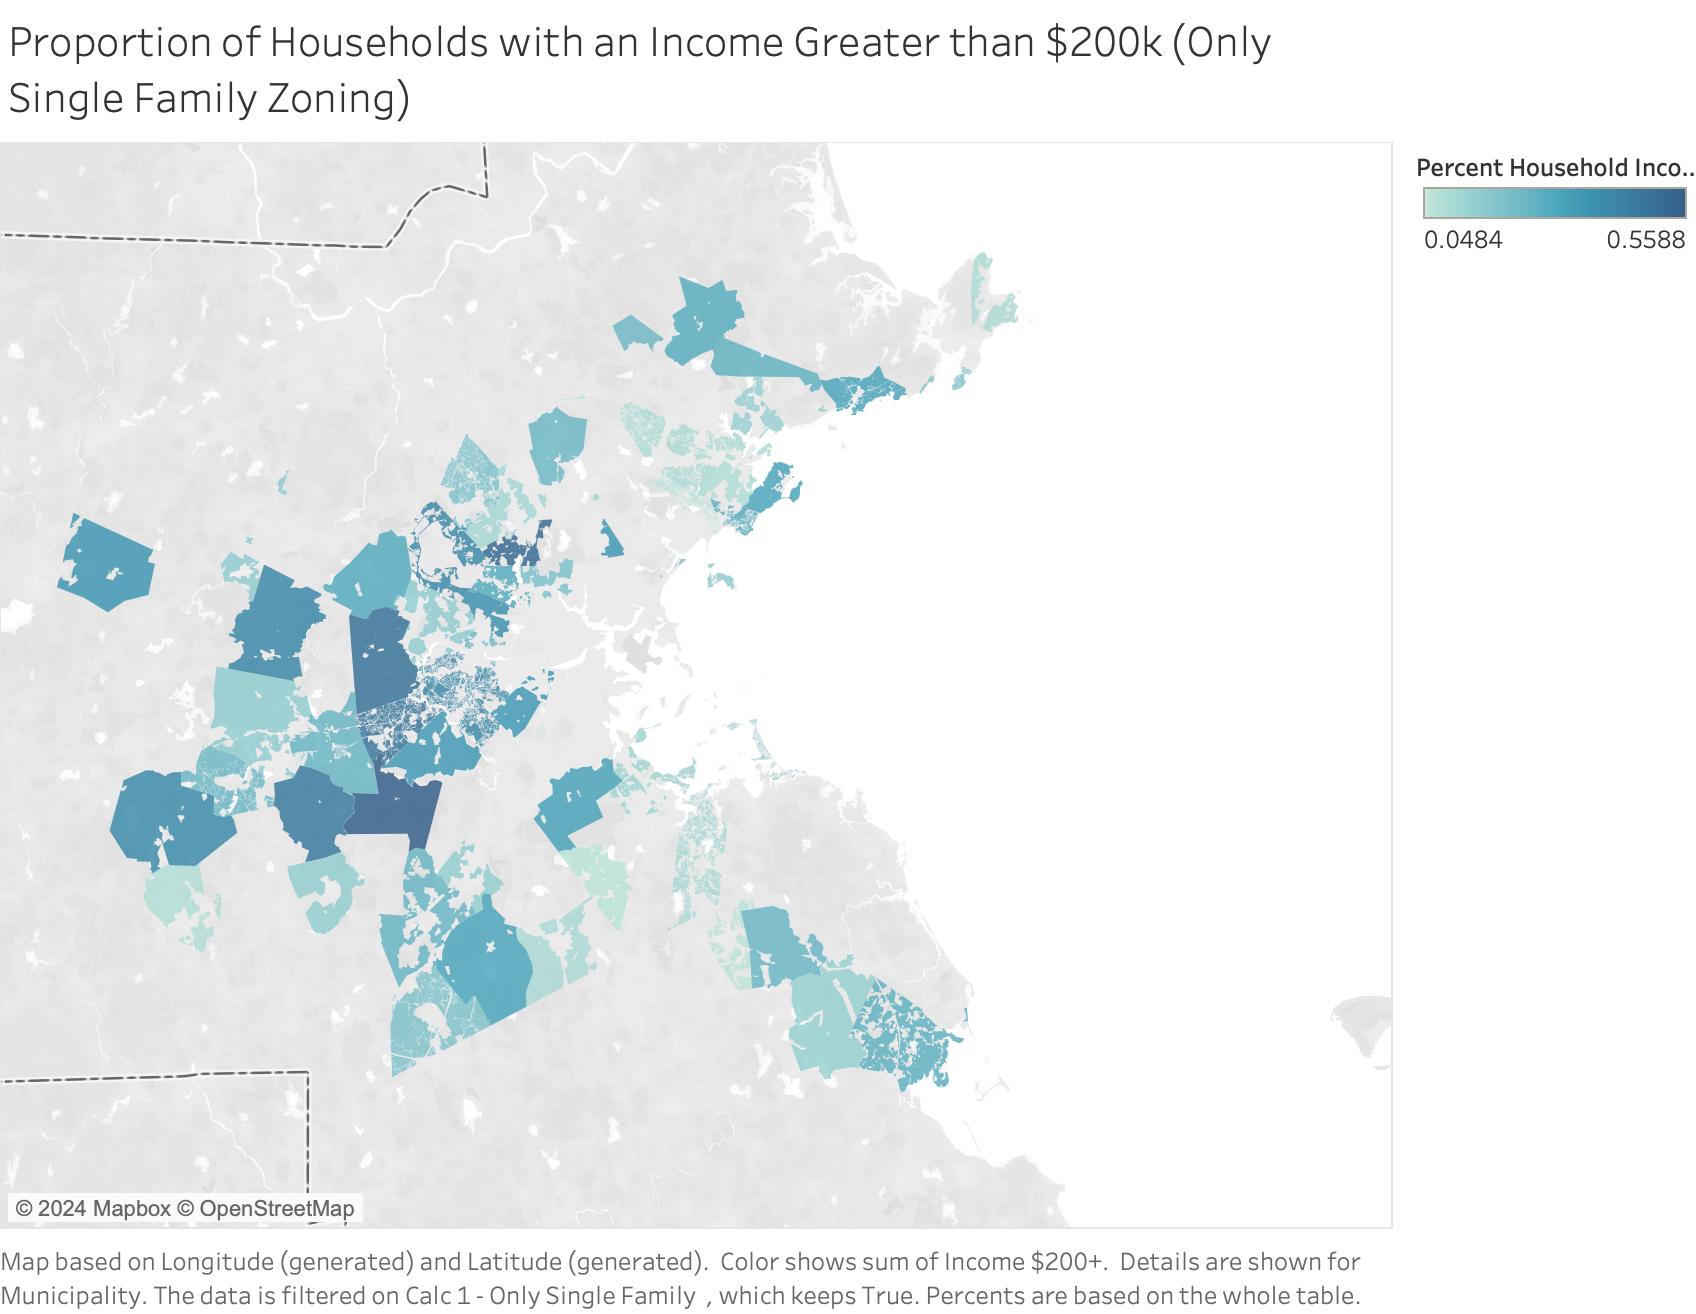 Proportion of Households with an Income Greater than $200k (Only
Single Family Zoning)
Percent Household Inco..
0.0484 0.5588
© 2024 Mapbox © OpenStreetMap
Map based on Longitude (generated) and Latitude (generated).  Color shows sum of Income $200+.  Details are shown for
Municipality. The data is filtered on Calc 1 - Only Single Family  , which keeps True. Percents are based on the whole table.